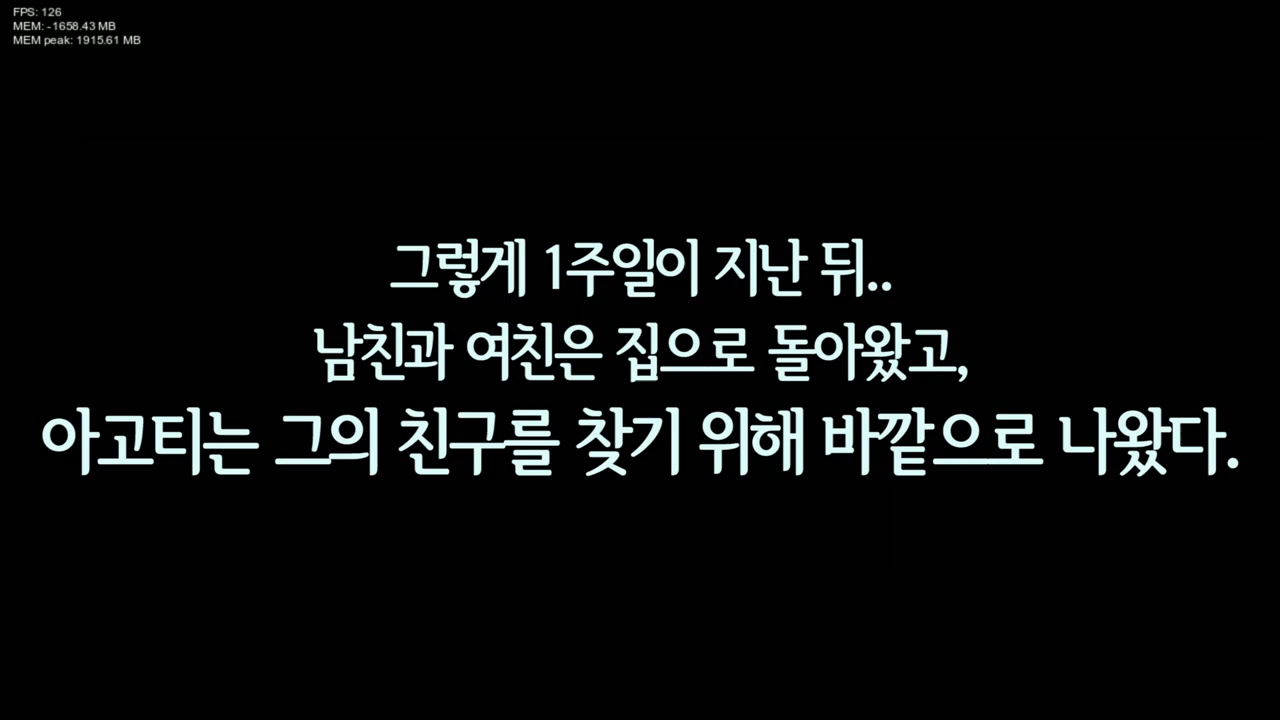 FPS: 126
MEM: -1658.43 MB
MEM peak: 1915.61 MB
그렇게 1주일이 지난 뒤..
남친과 여친은 집으로 돌아왔고,
아고티는 그의 친구를 찾기 위해 바깥으로 나왔다.